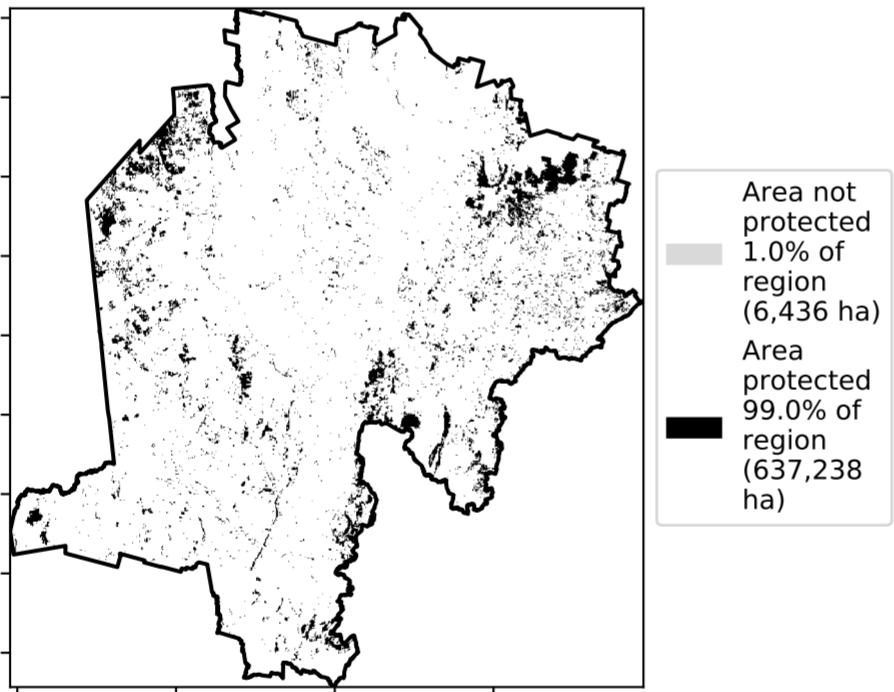 Area not
protected
1.0% of
region
(6,436 ha)
Area
protected
99.0% of
region
(637,238
ha)